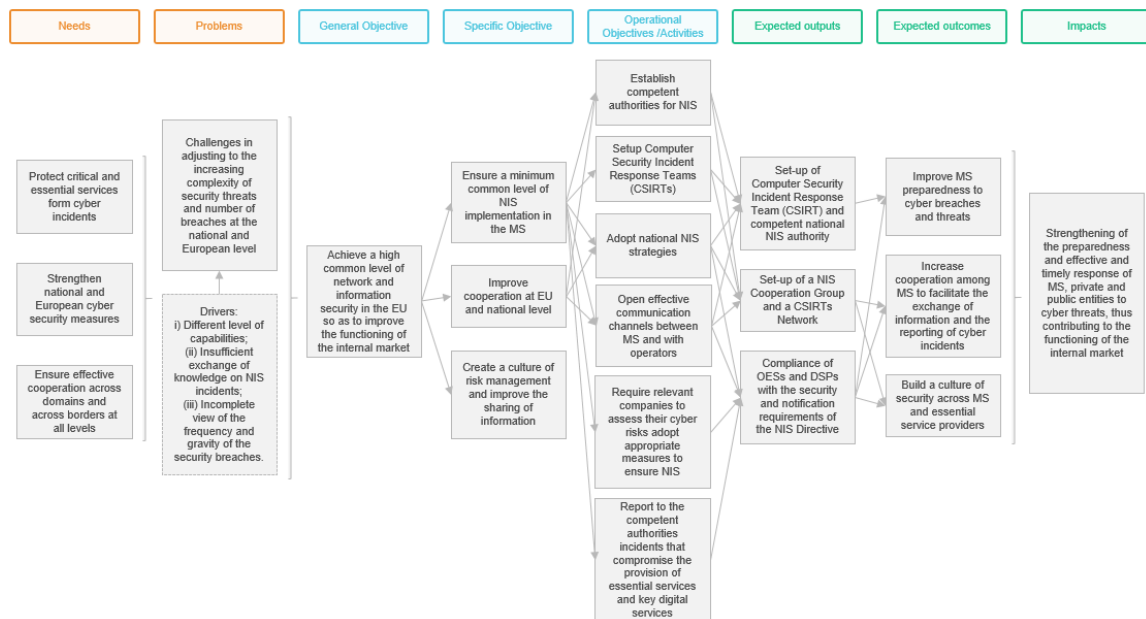 Needs
Problems
General Objective
Specific Objective
Operational
Objectives /Activities
Expected outputs
Expected outcomes
Impacts
Protect critical and
essential services
form cyber
incidents
Strengthen
national and
European cyber
security measures
Ensure effective
cooperation across
domains and
across borders at
all levels
Challenges in
adjusting to the
increasing
complexity of
security threats
and number of
breaches at the
national and
European level
Drivers:
i) Different level of
capabilities;
(ii) Insufficient
exchange of
knowledge on NIS
incidents;
(iii) Incomplete
view of the
frequency and
gravity of the
security breaches.
Achieve a high
common level of
network and
information
security in the EU
so as to improve
the functioning of
the internal market
Ensure a minimum
common level of
NIS
implementation in
the MS
Improve
cooperation at EU
and national level
Create a culture of
risk management
and improve the
sharing of
information
Establish
competent
authorities for NIS
Setup Computer
Security Incident
Response Teams
(CSIRTs)
Adopt national NIS
strategies
Open effective
communication
channels between
MS and with
operators
Require relevant
companies to
assess their cyber
risks adopt
appropriate
measures to
ensure NIS
Report to the
competent
authorities
incidents that
compromise the
provision of
essential services
and key digital
services
Set-up of
Computer Security
Incident Response
Team (CSIRT) and
competent national
NIS authority
Set-up of a NIS
Cooperation Group
and a CSIRTs
Network
Compliance of
OESs and DSPs
with the security
and notification
requirements of
the NIS Directive
Improve MS
preparedness to
cyber breaches
and threats
Increase
cooperation among
MS to facilitate the
exchange of
information and the
reporting of cyber
incidents
Build a culture of
security across MS
and essential
service providers
Strengthening of
the preparedness
and effective and
timely response of
MS, private and
public entities to
cyber threats, thus
contributing to the
functioning of the
internal market